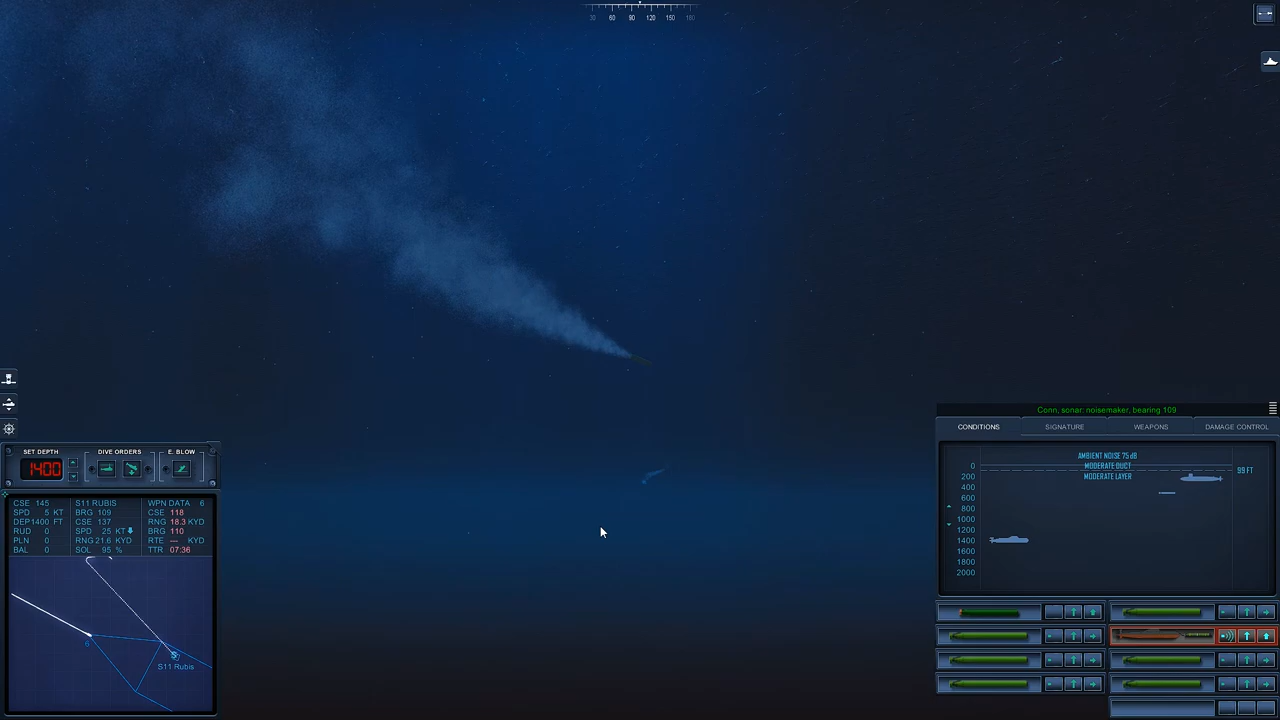 30 60 90 120 150 180
Conn, sonar: noisemaker, bearing 109
CONDITIONS SIGNATURE WEAPONS DAMAGE CONTROL
SET DEPTH DIVE ORDERS E. BLOW
1400
AMBIENT NOISE 75 dB
0 MODERATE DUCT 99 FT
200 MODERATE LAYER
400
600
800
1000
1200
1400
1600
1800
2000
CSE 145 S11 RUBIS WPN DATA 6
SPD 5 KT BRG 109 CSE 118
DEP1400 FT CSE 137 RNG 18.3 KYD
RUD 0 SPD 25 KT BRG 110
PLN 0 RNG 21.6 KYD RTE --- KYD
BAL 0 SOL 95 % TTR 07:36
6
S11 Rubis